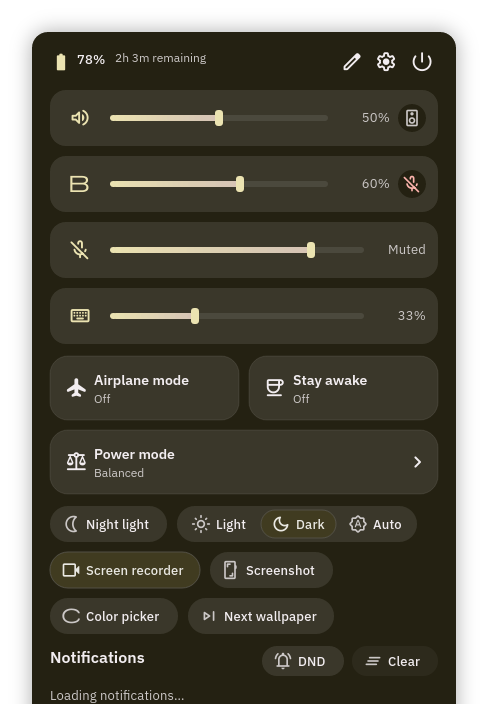 78% 2h 3m remaining
50%
60%
Muted
33%
Airplane mode
Off
Stay awake
Off
Power mode
Balanced
Night light
Light Dark Auto
Screen recorder
Screenshot
Color picker
Next wallpaper
Notifications
DND
Clear
Loading notifications...